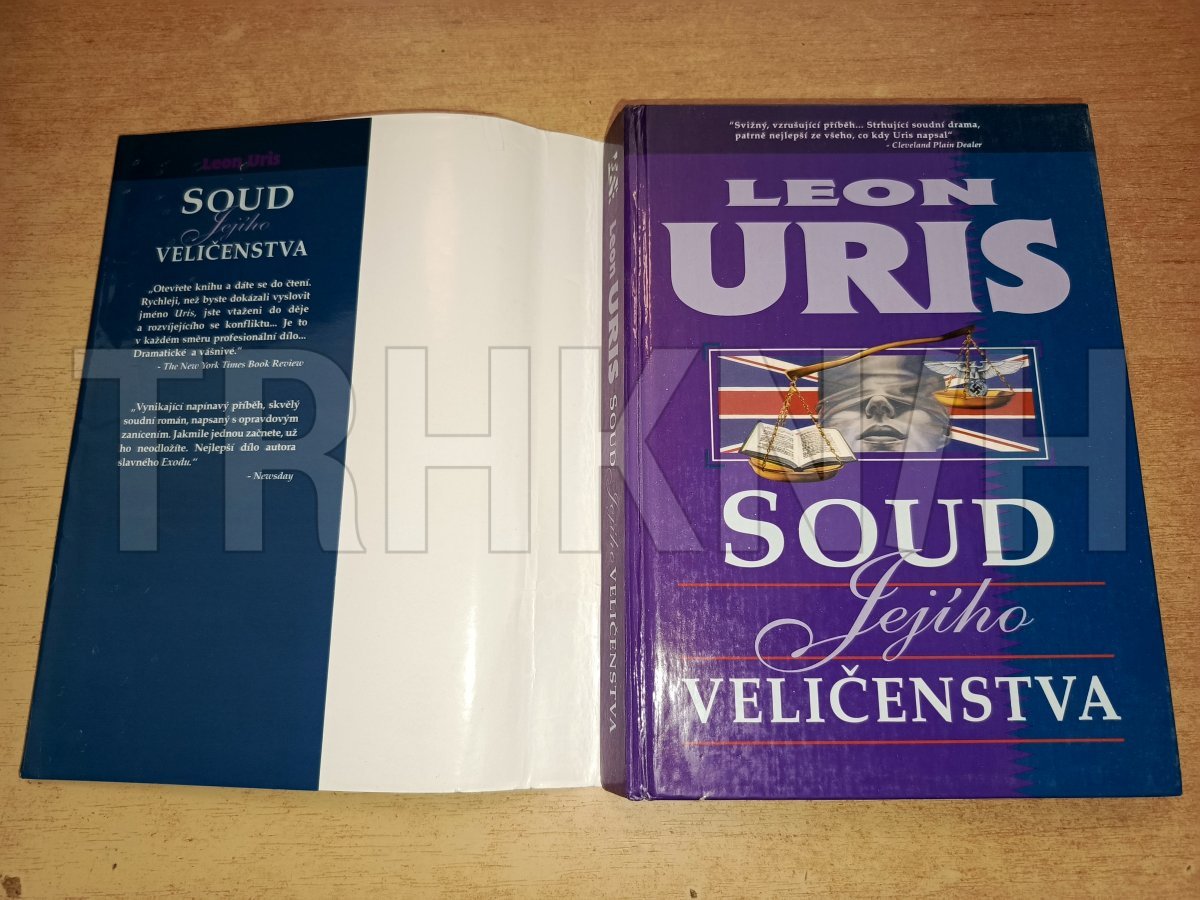 Leon Uris
SOUD
Jejího
VELIČENSTVA
„Otevřete knihu a dáte se do čtení.
Rychleji, než byste dokázali vyslovit
jméno Uris, jste vtaženi do děje
a rozvíjejícího se konfliktu... Je to
v každém směru profesionální dílo...
Dramatické a vášnivé.“
- The New York Times Book Review
„Vynikající napínavý příběh, skvělý
soudní román, napsaný s opravdovým
zanícením. Jakmile jednou začnete, už
ho neodložíte. Nejlepší dílo autora
slavného Exodu.“
- Newsday
Leon URIS SOUD Jejího VELIČENSTVA
"Svižný, vzrušující příběh... Strhující soudní drama,
patrně nejlepší ze všeho, co kdy Uris napsal"
- Cleveland Plain Dealer
LEON
URIS
SOUD
Jejího
VELIČENSTVA
TRHKNIH